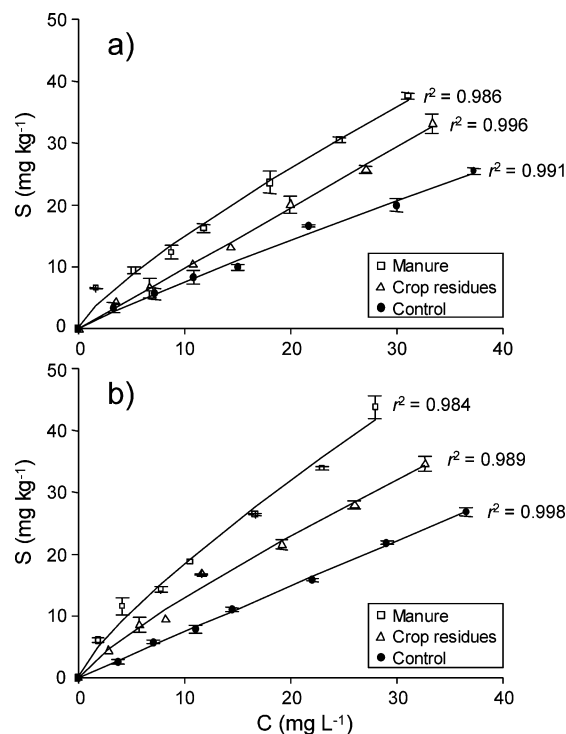 a)
50
40
30
20
10
0
S (mg kg⁻¹)
r² = 0.986
r² = 0.996
r² = 0.991
Manure
Crop residues
Control
0 10 20 30 40
b)
50
40
30
20
10
0
S (mg kg⁻¹)
r² = 0.984
r² = 0.989
r² = 0.998
Manure
Crop residues
Control
0 10 20 30 40
C (mg L⁻¹)